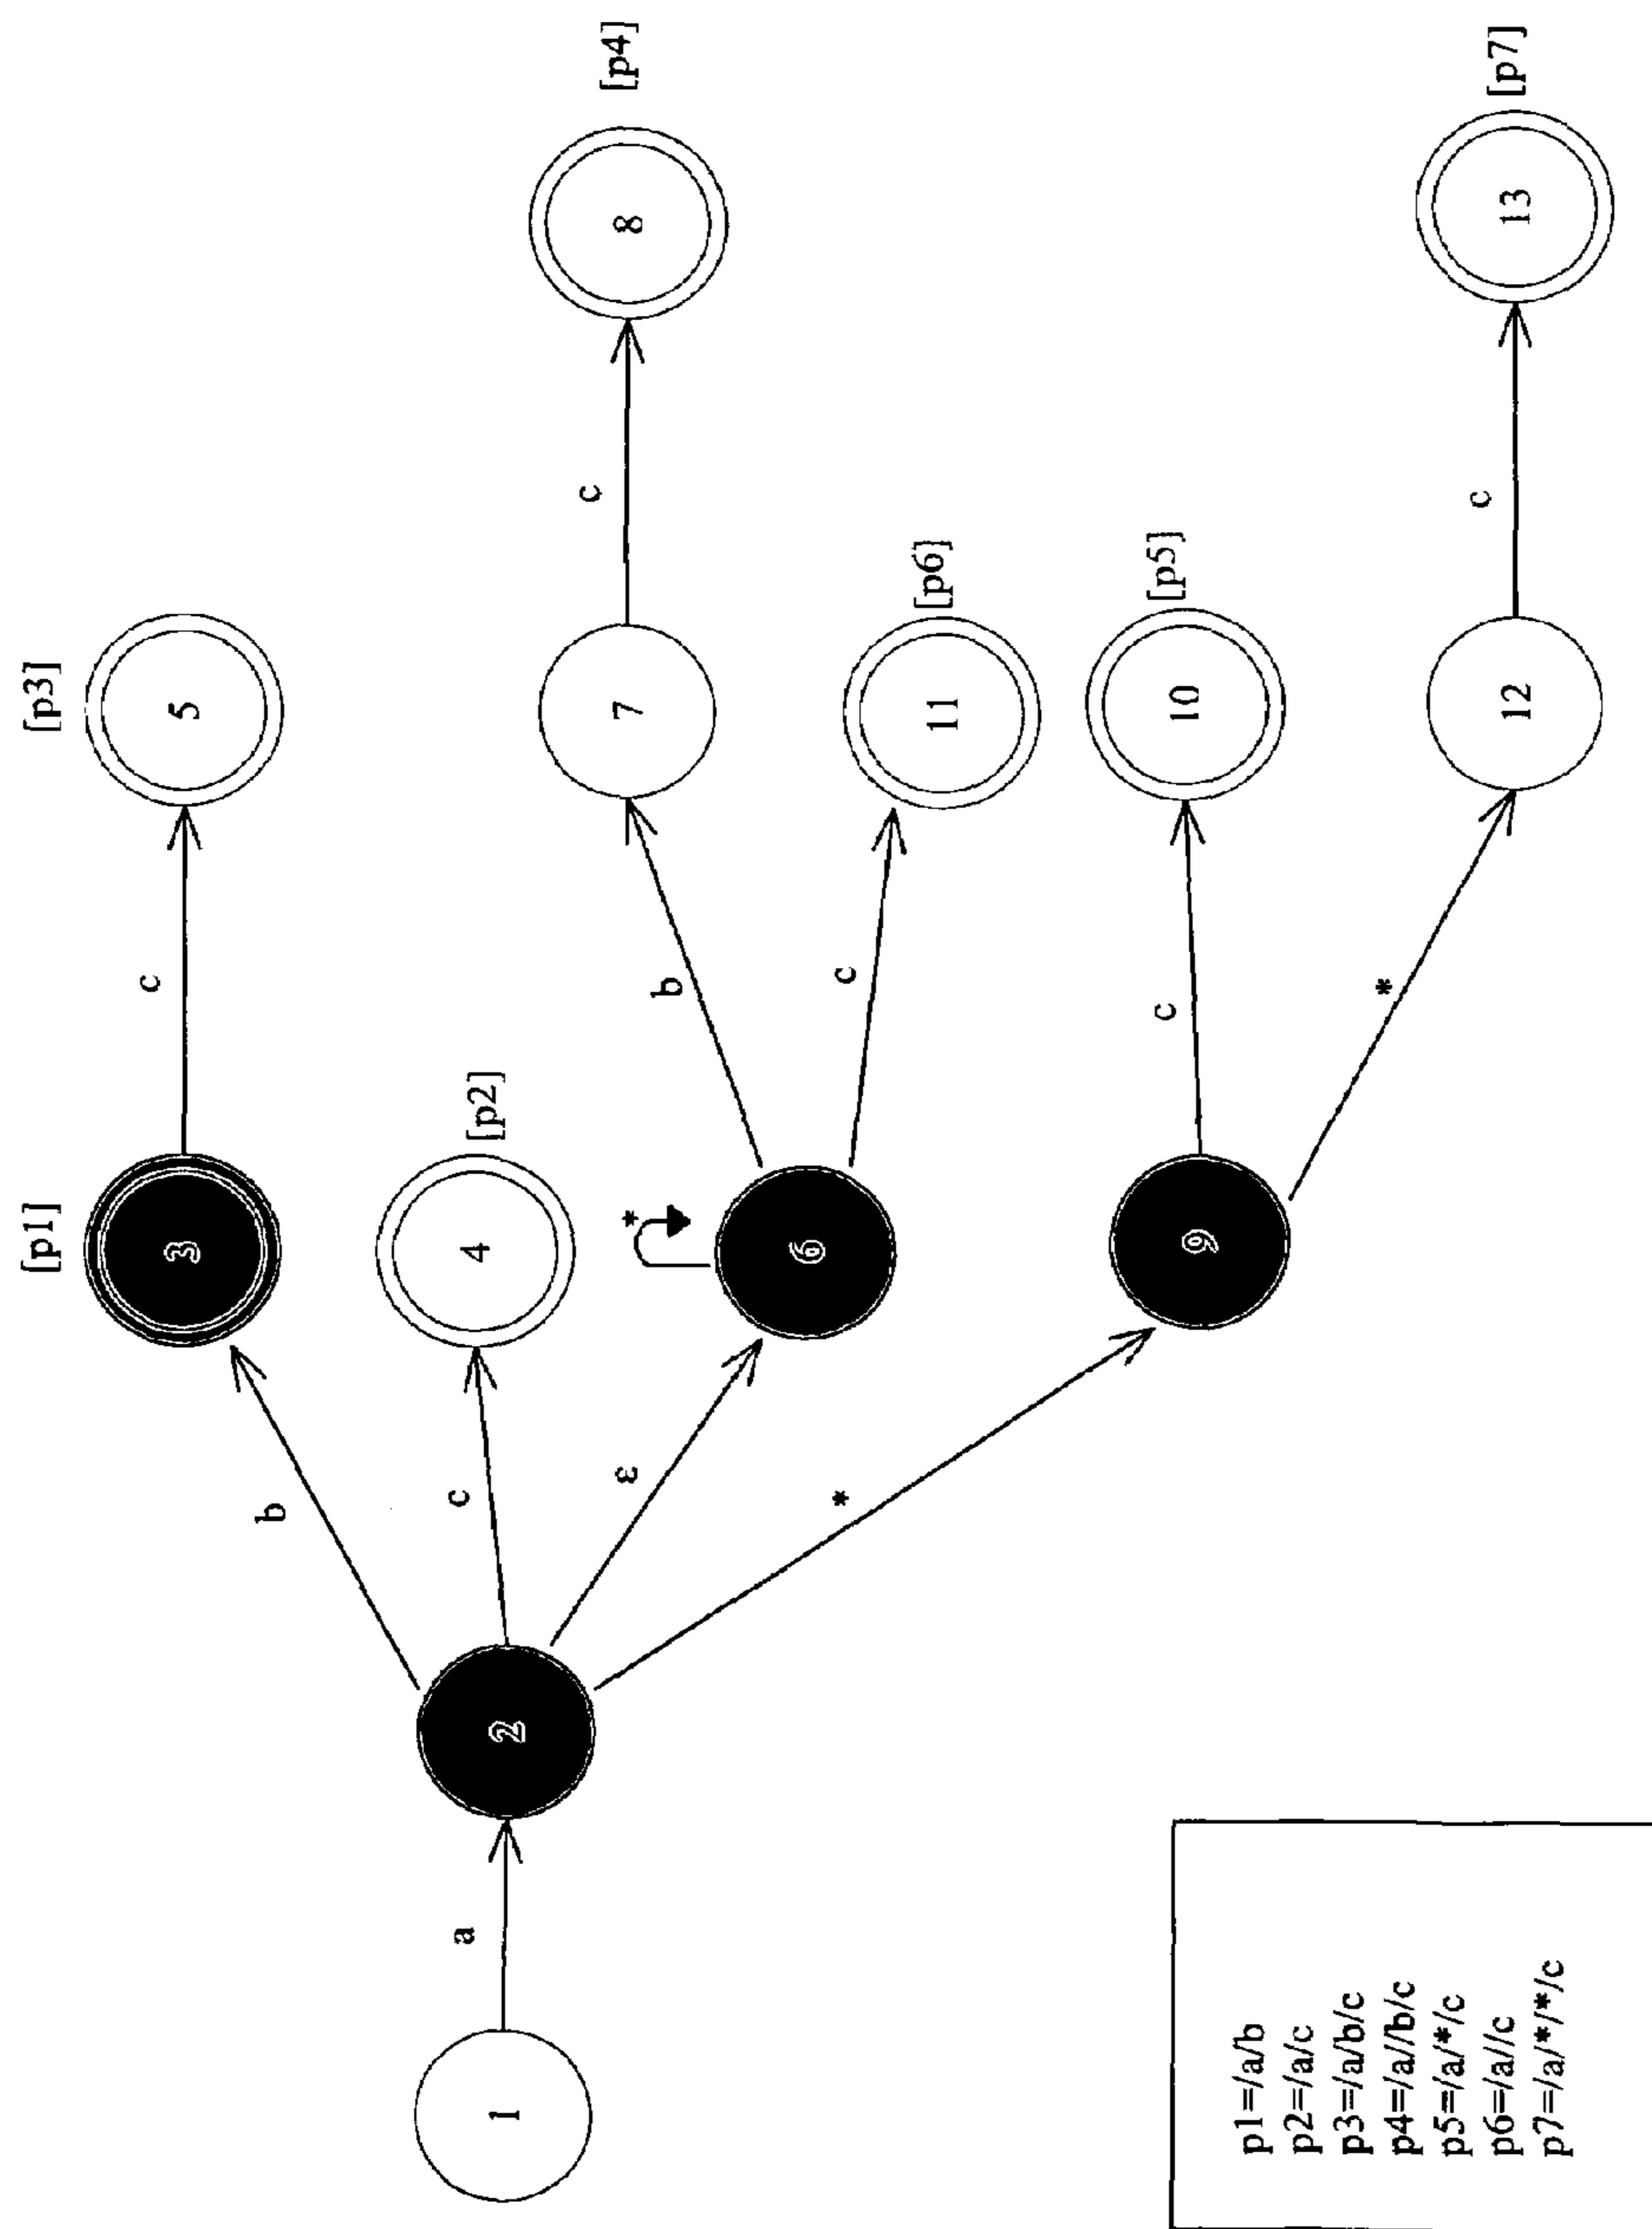 [p1]
[p3]
3
c
5
b
c
4
[p2]
1
a
2
ε
*
6
b
7
c
8
[p4]
c
11
[p6]
*
9
c
10
[p5]
*
12
c
13
[p7]
p1=/a/b
p2=/a/c
p3=/a/b/c
p4=/a//b/c
p5=/a/*/c
p6=/a//c
p7=/a/*/*/c